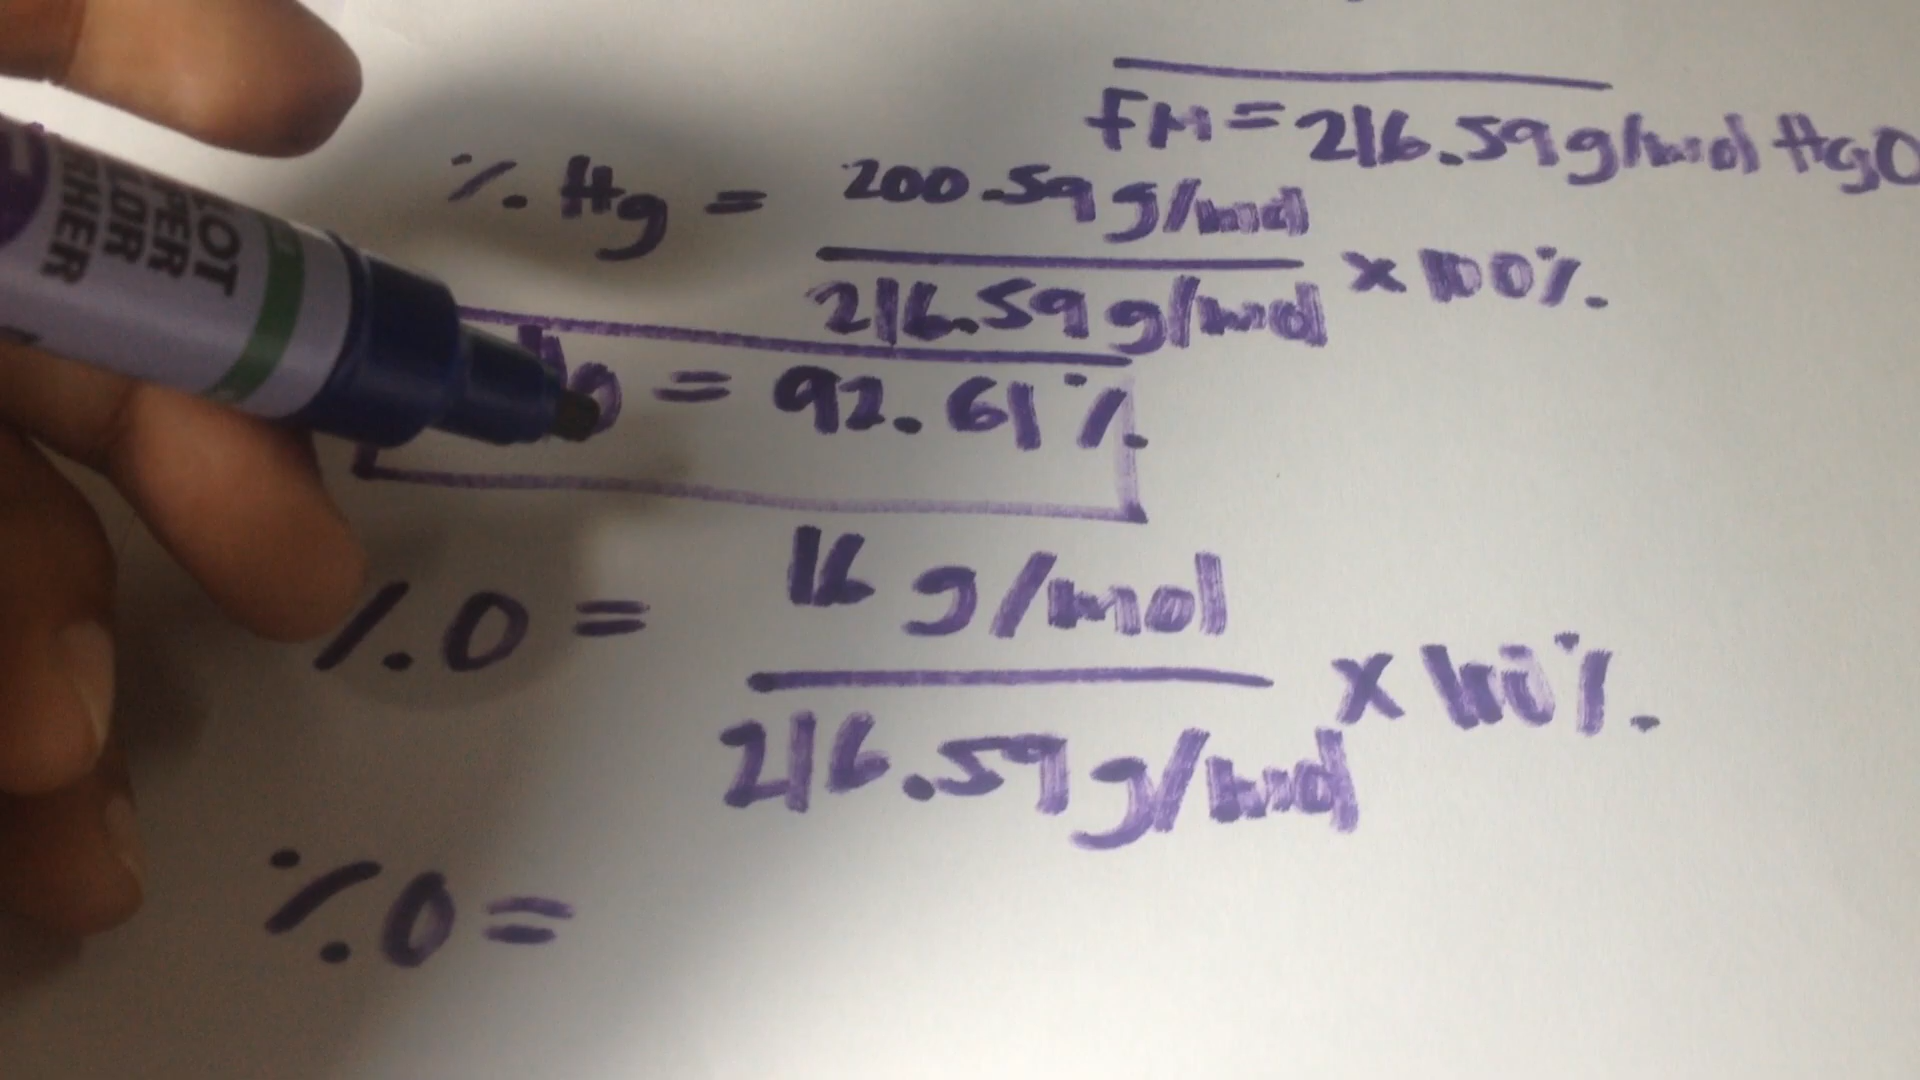 FM = 216.59 g/mol HgO
% Hg = 200.59 g/mol
216.59 g/mol x 100%
= 92.61%
% O = 16 g/mol
216.59 g/mol x 100%
% O =